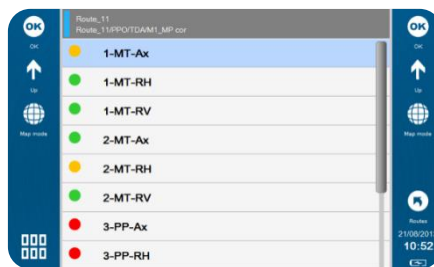 Route_11
Route_11/PPO/TDA/M1_MP cor
OK
OK
Up
Map mode
1-MT-Ax
1-MT-RH
1-MT-RV
2-MT-Ax
2-MT-RH
2-MT-RV
3-PP-Ax
3-PP-RH
OK
OK
Up
Map mode
Routes
10:52